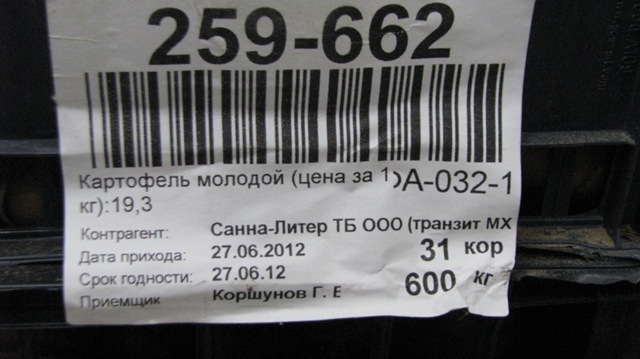 259-662
Картофель молодой (цена за 1
кг):19,3
ОА-032-1
Контрагент: Санна-Литер ТБ ООО (транзит МХ
Дата прихода: 27.06.2012 31 кор
Срок годности: 27.06.12 600 кг
Приемщик Коршунов Г. Е